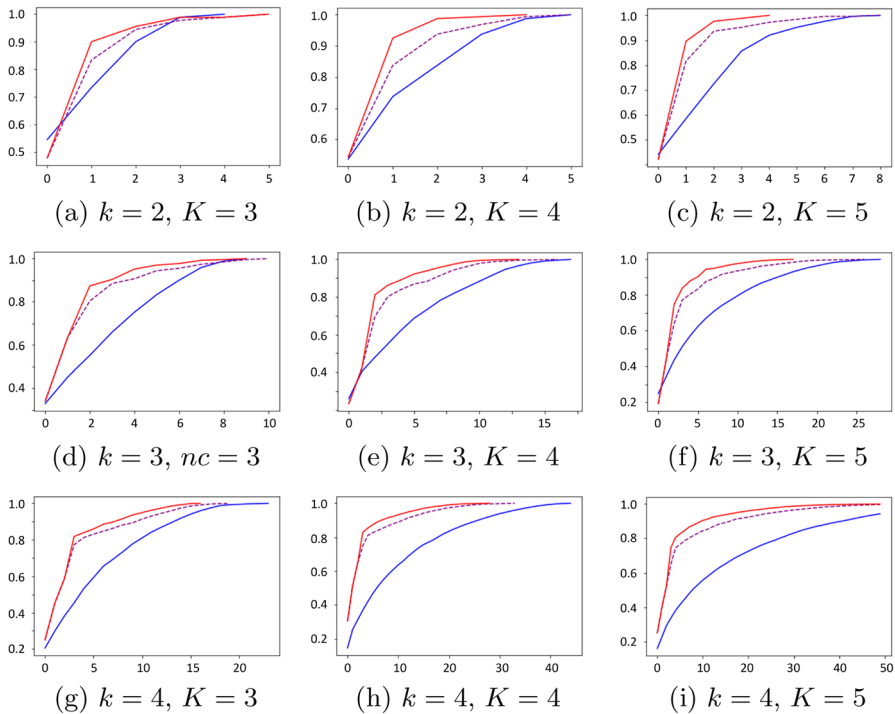 1.0 0.9 0.8 0.7 0.6 0.5
0 1 2 3 4 5
(a) k = 2, K = 3
1.0 0.9 0.8 0.7 0.6
0 1 2 3 4 5
(b) k = 2, K = 4
1.0 0.9 0.8 0.7 0.6 0.5
0 1 2 3 4 5 6 7 8
(c) k = 2, K = 5
1.0 0.8 0.6 0.4
0 2 4 6 8 10
(d) k = 3, nc = 3
1.0 0.8 0.6 0.4
0 5 10 15
(e) k = 3, K = 4
1.0 0.8 0.6 0.4 0.2
0 5 10 15 20 25
(f) k = 3, K = 5
1.0 0.8 0.6 0.4 0.2
0 5 10 15 20
(g) k = 4, K = 3
1.0 0.8 0.6 0.4 0.2
0 10 20 30 40
(h) k = 4, K = 4
1.0 0.8 0.6 0.4 0.2
0 10 20 30 40 50
(i) k = 4, K = 5